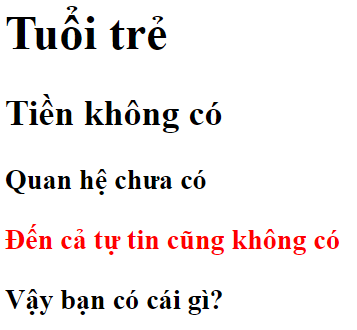 Tuổi trẻ
Tiền không có
Quan hệ chưa có
Đến cả tự tin cũng không có
Vậy bạn có cái gì?